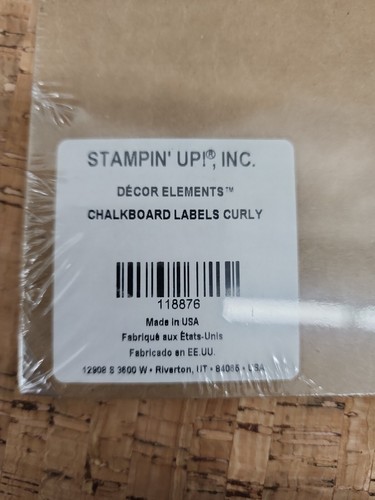 STAMPIN' UP!®, INC.
DÉCOR ELEMENTS™
CHALKBOARD LABELS CURLY
118876
Made in USA
Fabriqué aux États-Unis
Fabricado en EE.UU.
12908 S 3600 W • Riverton, UT • 84065 • USA